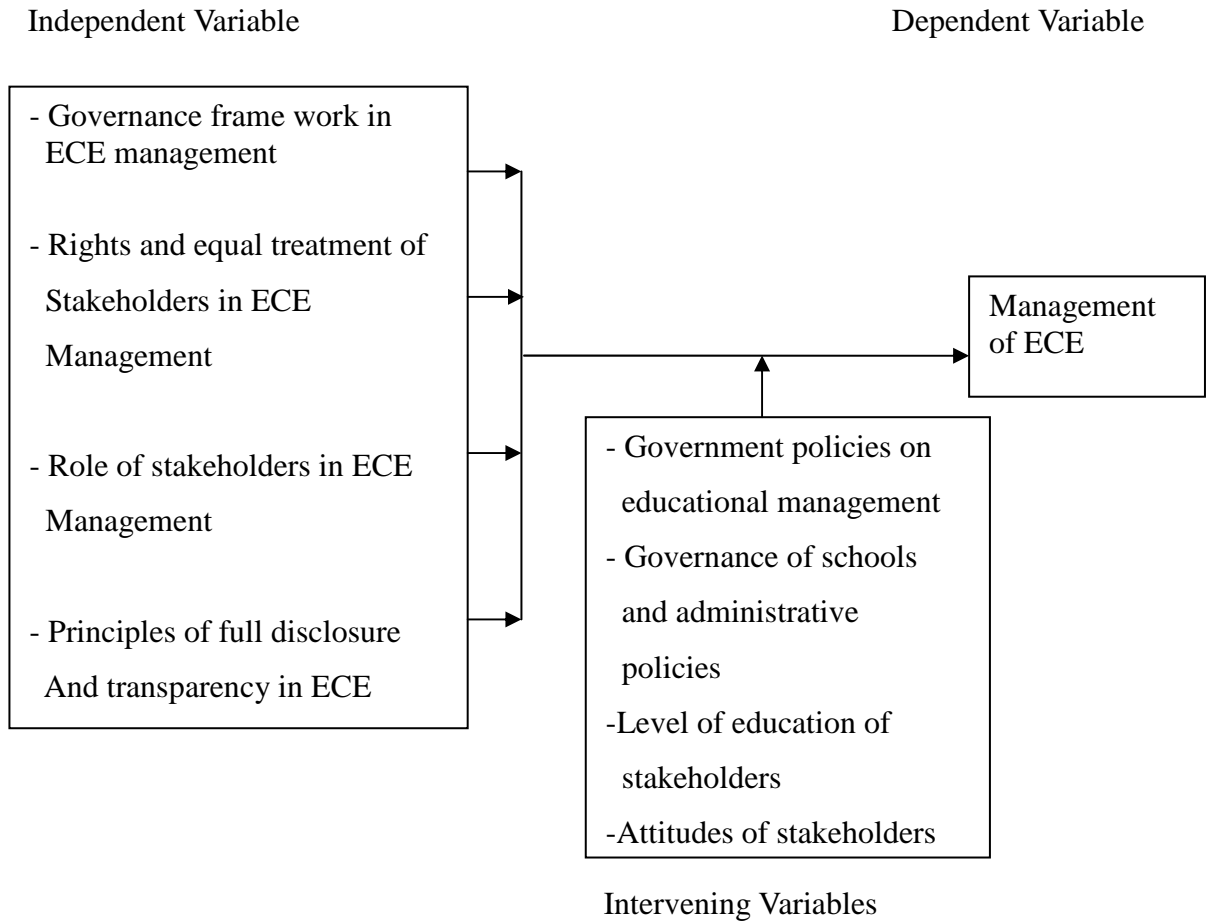 Independent Variable
Dependent Variable
- Governance frame work in
ECE management
- Rights and equal treatment of
Stakeholders in ECE
Management
- Role of stakeholders in ECE
Management
- Principles of full disclosure
And transparency in ECE
Management
of ECE
- Government policies on
educational management
- Governance of schools
and administrative
policies
-Level of education of
stakeholders
-Attitudes of stakeholders
Intervening Variables